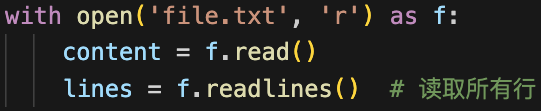 with open('file.txt', 'r') as f:
    content = f.read()
    lines = f.readlines()  # 读取所有行